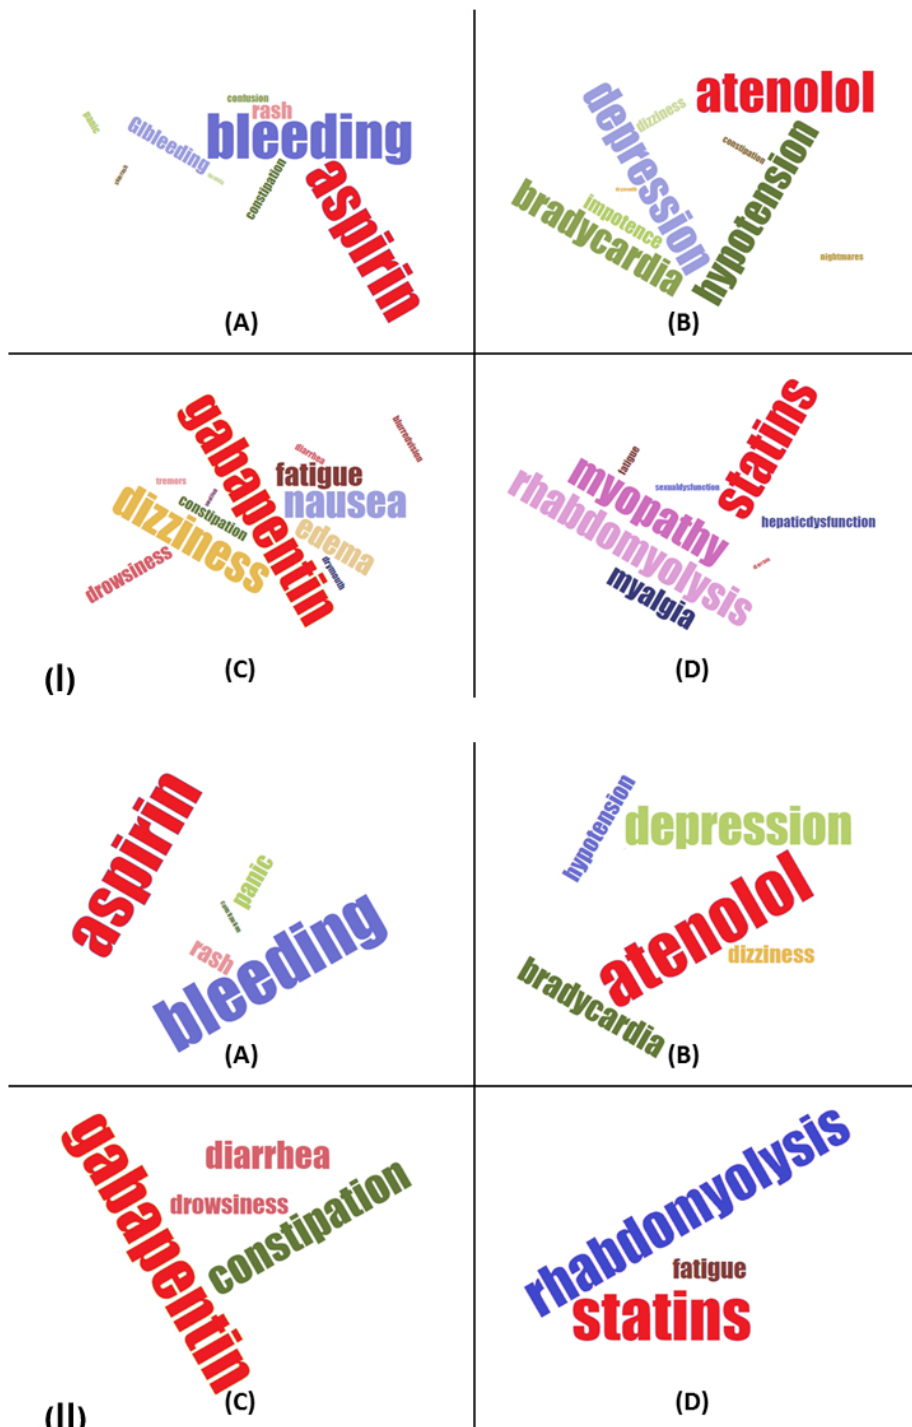 confusion
rash
panic
GIbleeding
bleeding
constipation
aspirin
(A)
atenolol
depression
dizziness
constipation
hypotension
bradycardia
impotence
nightmares
(B)
gabapentin
blurredvision
diarrhea
fatigue
tremors
nausea
constipation
dizziness
edema
drowsiness
drymouth
(C)
(I)
statins
fatigue
myopathy
sexualdysfunction
rhabdomyolysis
hepaticdysfunction
myalgia
(D)
aspirin
panic
rash
bleeding
(A)
hypotension
depression
atenolol
dizziness
bradycardia
(B)
gabapentin
diarrhea
drowsiness
constipation
(C)
(II)
rhabdomyolysis
fatigue
statins
(D)